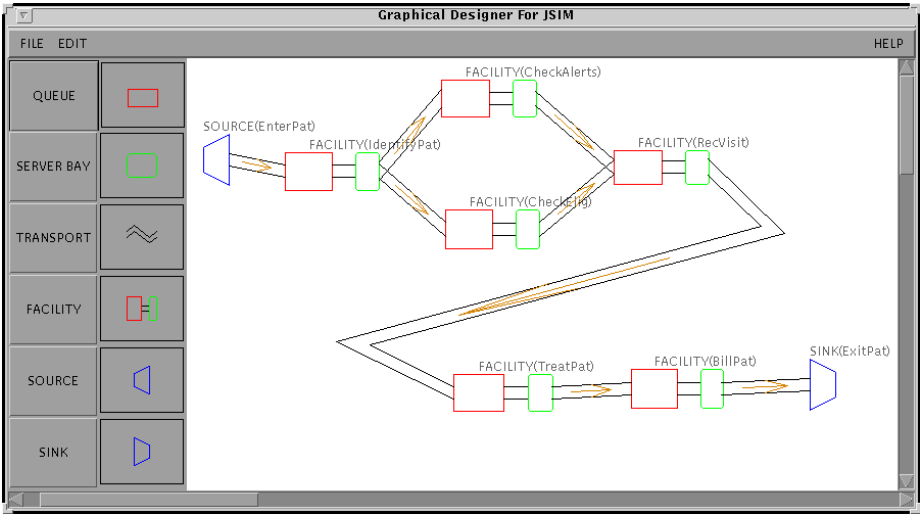 Graphical Designer For JSIM
FILE EDIT HELP
QUEUE
SERVER BAY
TRANSPORT
FACILITY
SOURCE
SINK
FACILITY(CheckAlerts)
SOURCE(EnterPat)
FACILITY(IdentifyPat)
FACILITY(RecVisit)
FACILITY(CheckElig)
FACILITY(TreatPat)
FACILITY(BillPat)
SINK(ExitPat)